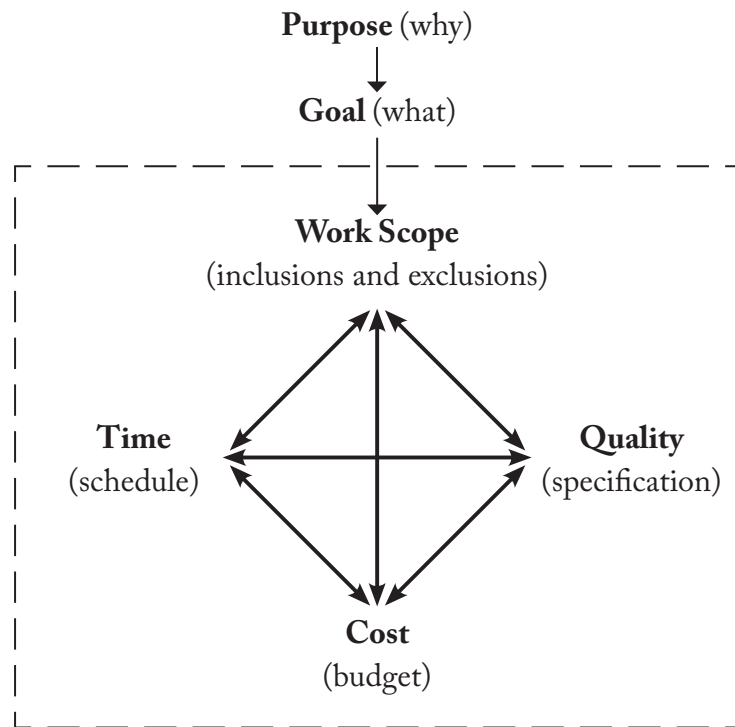 Purpose (why)
Goal (what)
Work Scope
(inclusions and exclusions)
Time
(schedule)
Quality
(specification)
Cost
(budget)